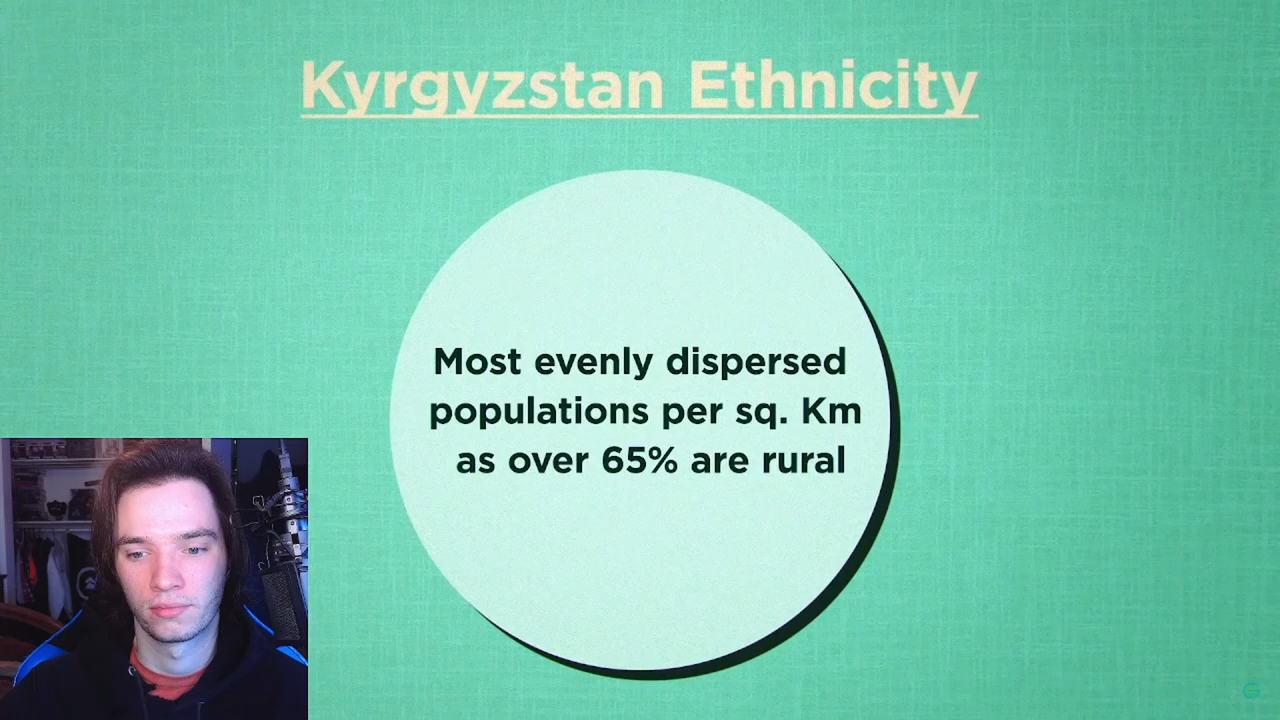 Kyrgyzstan Ethnicity
Most evenly dispersed
populations per sq. Km
as over 65% are rural